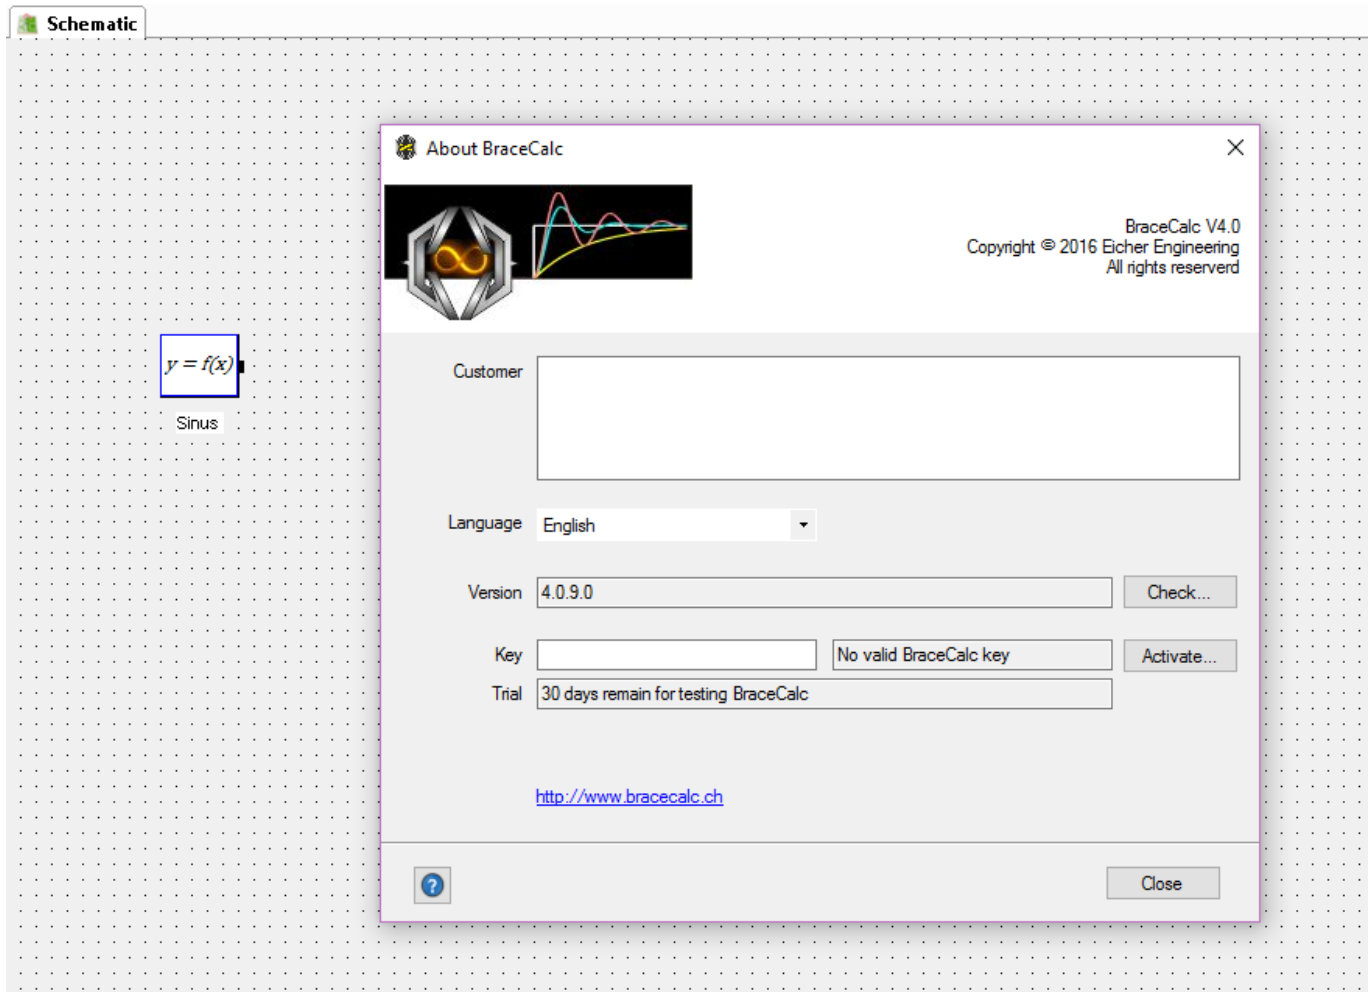 Schematic
About BraceCalc
BraceCalc V4.0
Copyright © 2016 Eicher Engineering
All rights reserverd
y = f(x)
Sinus
Customer
Language English
Version 4.0.9.0 Check...
Key No valid BraceCalc key Activate...
Trial 30 days remain for testing BraceCalc
http://www.bracecalc.ch
? Close